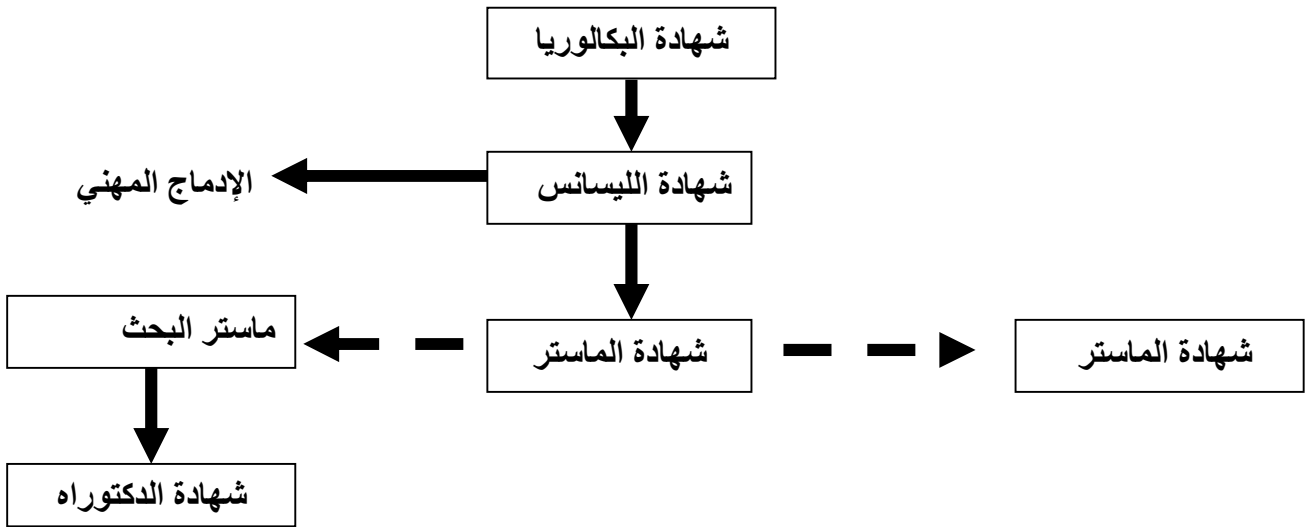 شهادة البكالوريا
شهادة الليسانس
الإدماج المهني
شهادة الماستر
شهادة الماستر
ماستر البحث
شهادة الدكتوراه